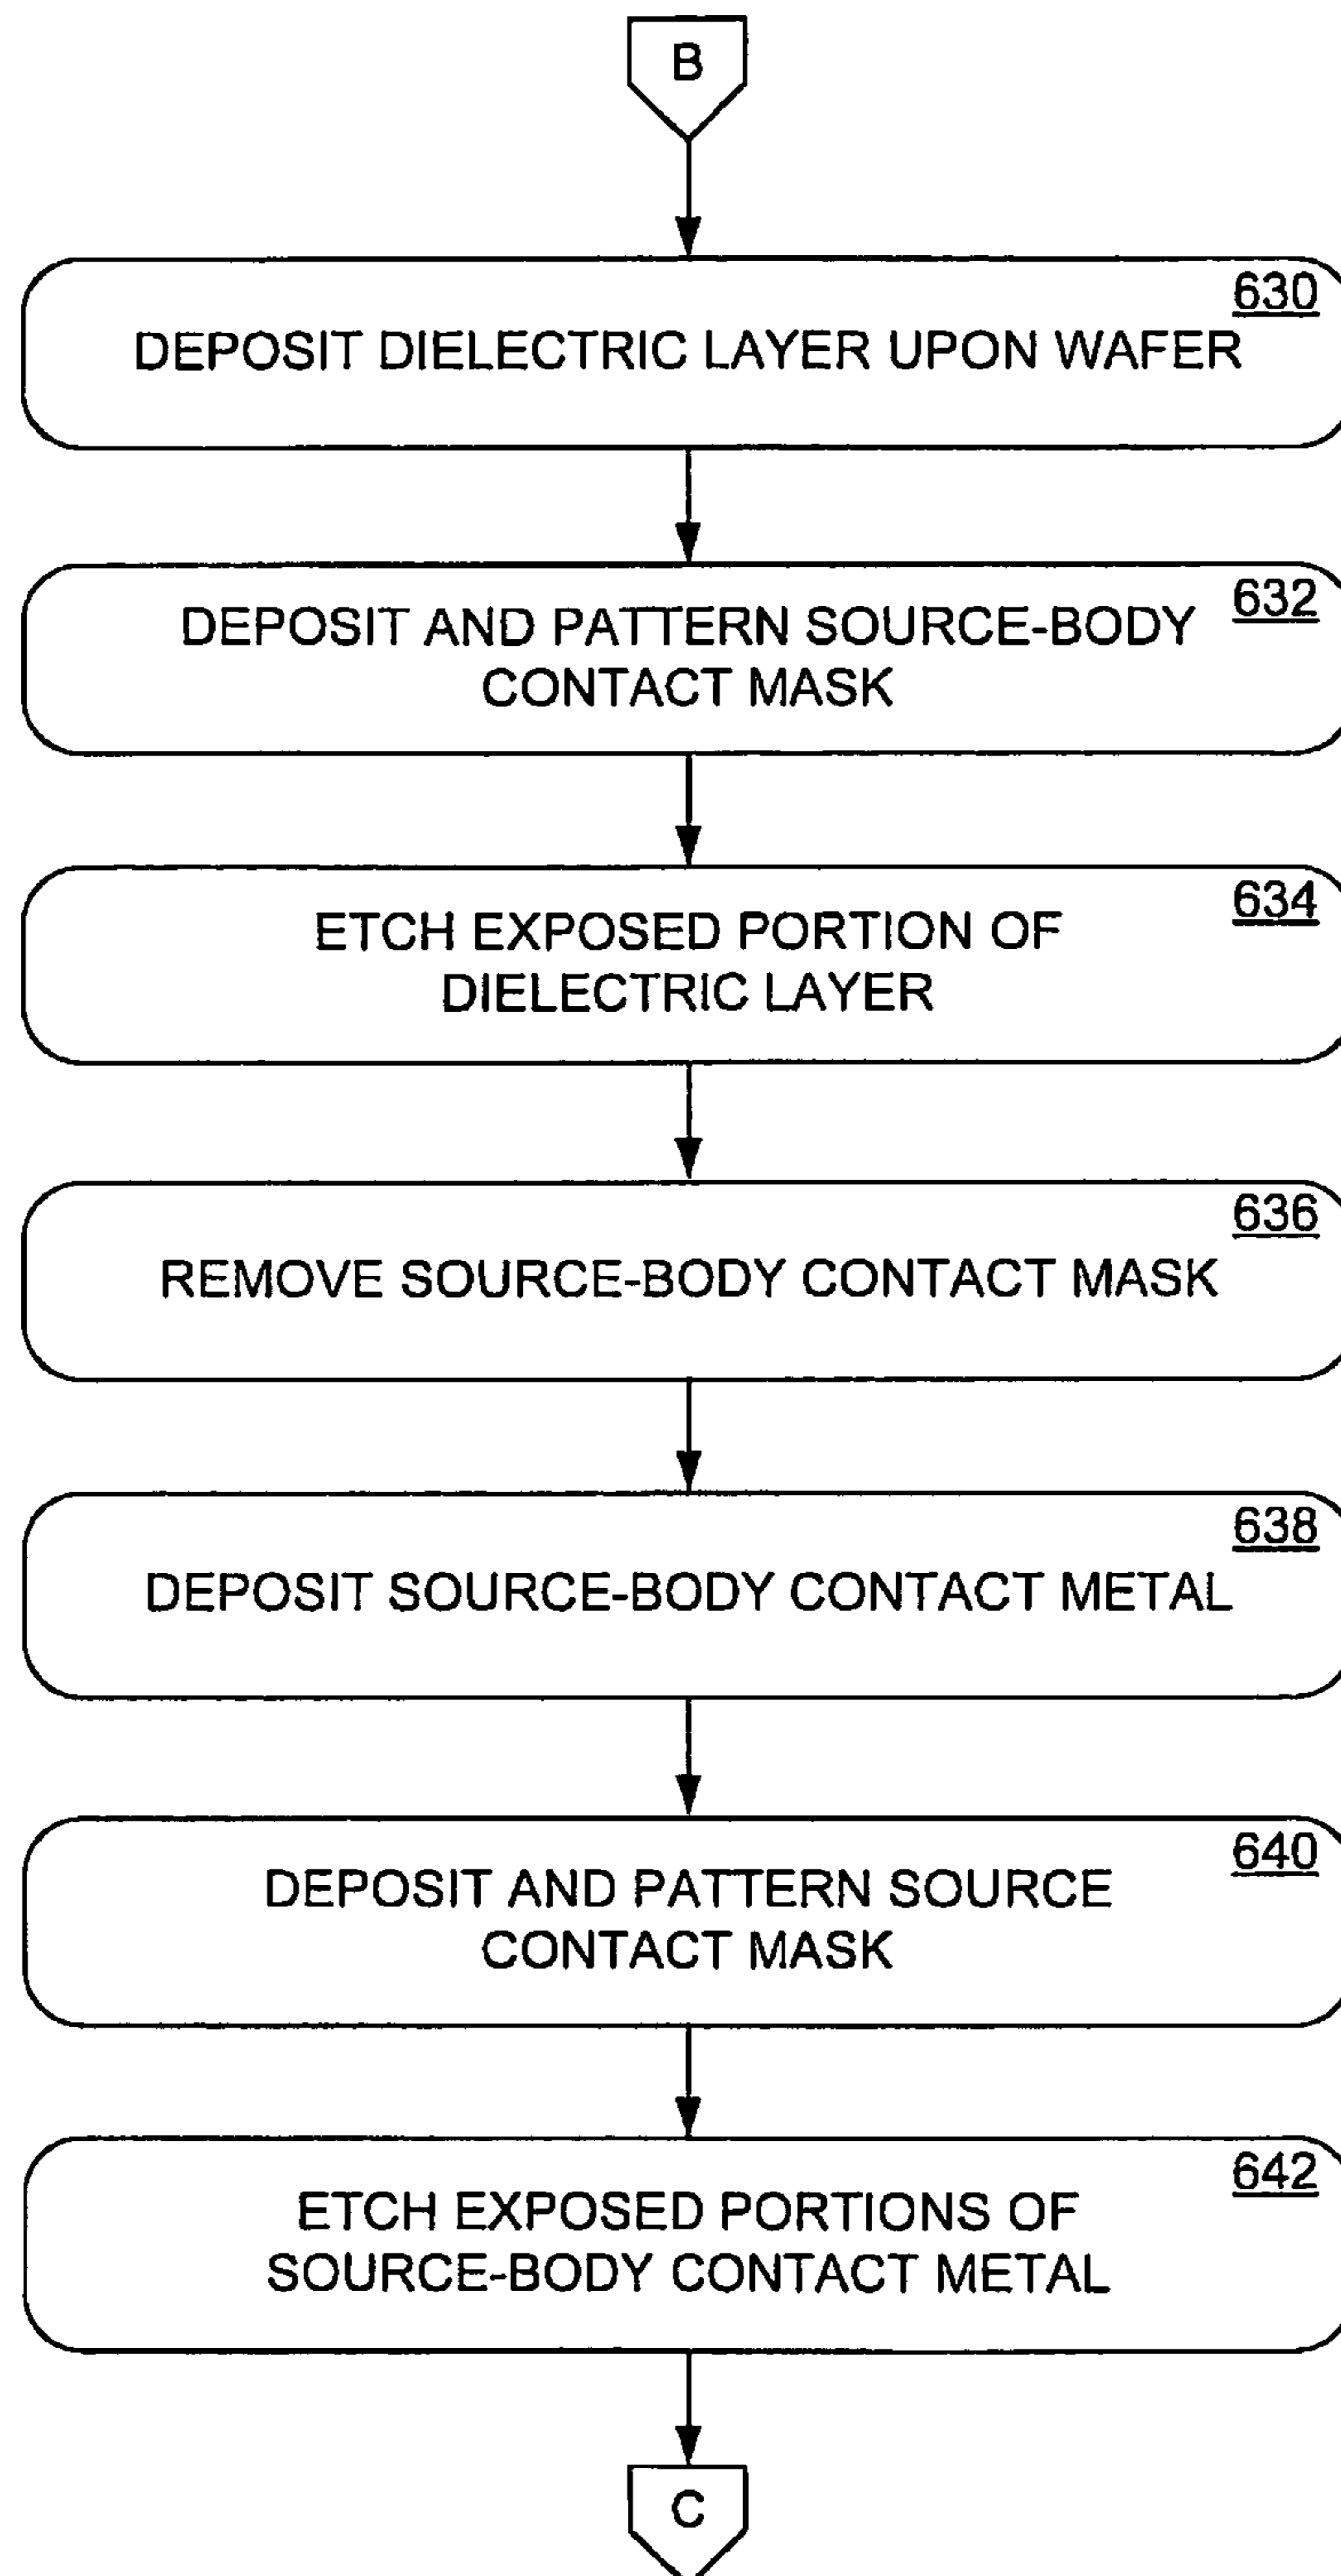 B
630
DEPOSIT DIELECTRIC LAYER UPON WAFER
632
DEPOSIT AND PATTERN SOURCE-BODY
CONTACT MASK
634
ETCH EXPOSED PORTION OF
DIELECTRIC LAYER
636
REMOVE SOURCE-BODY CONTACT MASK
638
DEPOSIT SOURCE-BODY CONTACT METAL
640
DEPOSIT AND PATTERN SOURCE
CONTACT MASK
642
ETCH EXPOSED PORTIONS OF
SOURCE-BODY CONTACT METAL
C